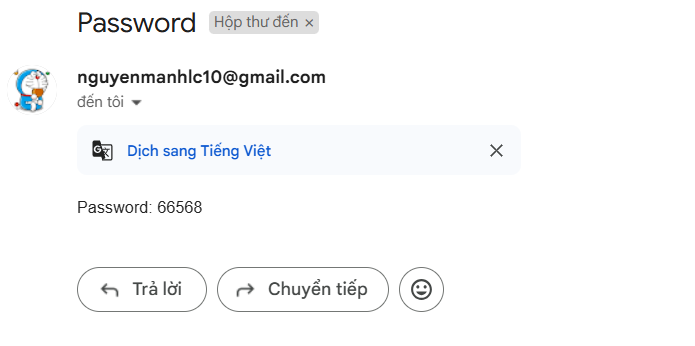 Password Hộp thư đến ×
nguyenmanhlc10@gmail.com
đến tôi
Dịch sang Tiếng Việt
Password: 66568
Trả lời Chuyển tiếp